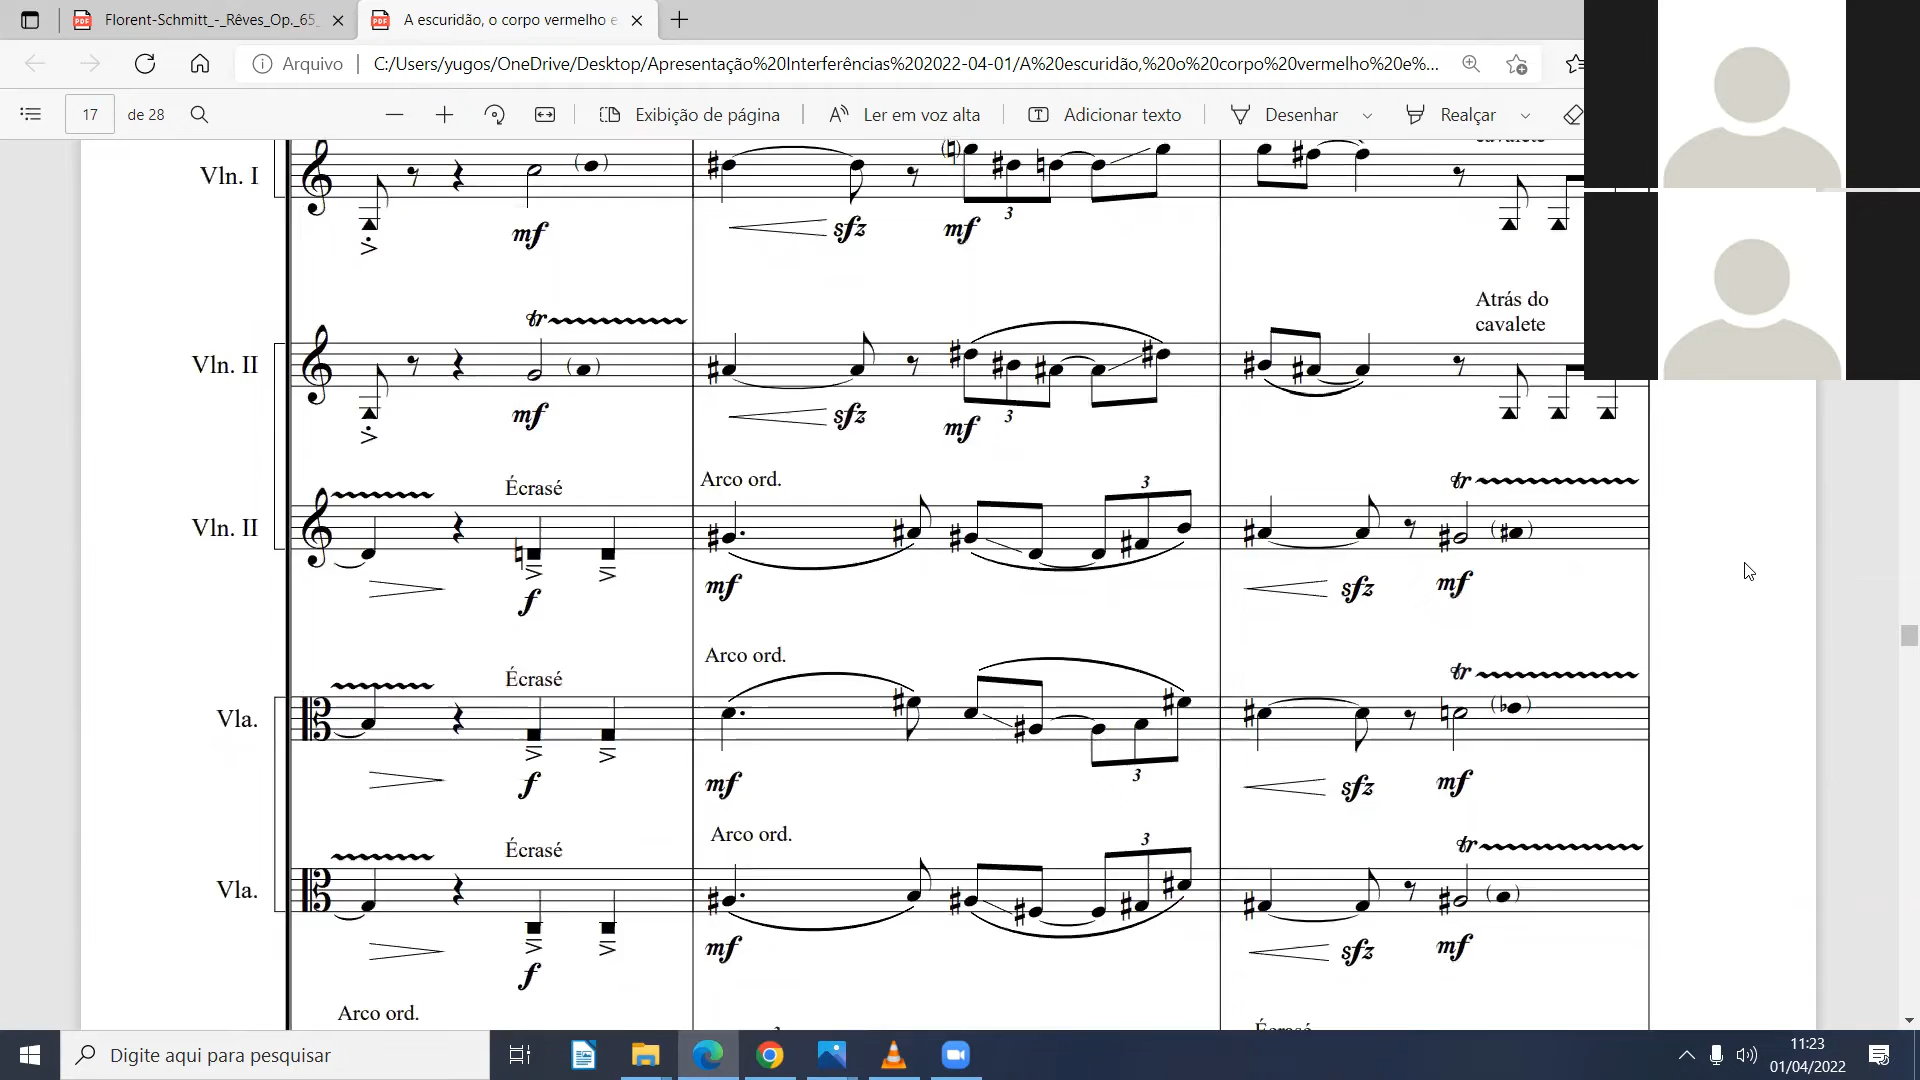 Florent-Schmitt_-_Rêves_Op._65_
A escuridão, o corpo vermelho e
Arquivo
C:/Users/yugos/OneDrive/Desktop/Apresentação%20Interferências%202022-04-01/A%20escuridão,%20o%20corpo%20vermelho%20e%...
17 de 28
Exibição de página
Ler em voz alta
Adicionar texto
Desenhar
Realçar
cavalete
Vln. I
3
mf
sfz
mf
Atrás do
cavalete
tr
Vln. II
mf
sfz
3
mf
Écrasé
Arco ord.
3
tr
Vln. II
f
mf
sfz
mf
Écrasé
Arco ord.
tr
Vla.
f
mf
3
sfz
mf
Écrasé
Arco ord.
3
tr
Vla.
f
mf
sfz
mf
Arco ord.
Écrasé
Digite aqui para pesquisar
11:23
01/04/2022